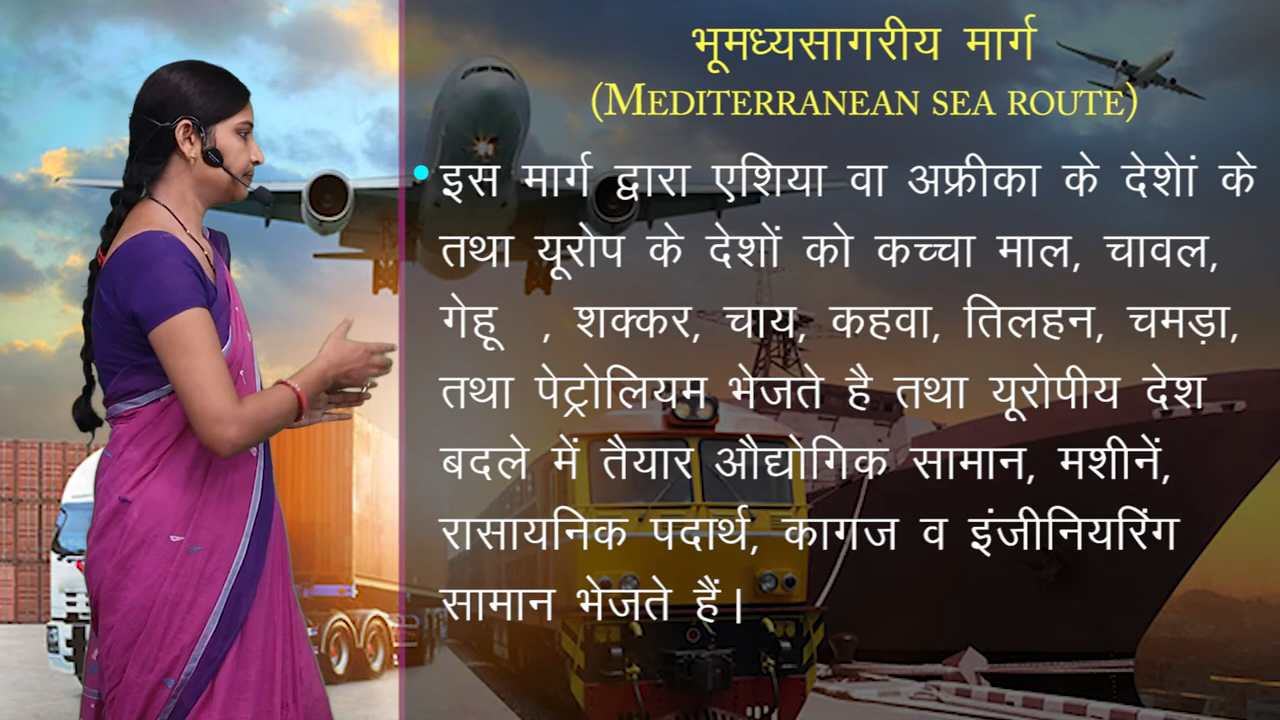 भूमध्यसागरीय मार्ग
(MEDITERRANEAN SEA ROUTE)
• इस मार्ग द्वारा एशिया वा अफ्रीका के देशेां के
तथा यूरोप के देशों को कच्चा माल, चावल,
गेहू , शक्कर, चाय, कहवा, तिलहन, चमड़ा,
तथा पेट्रोलियम भेजते है तथा यूरोपीय देश
बदले में तैयार औद्योगिक सामान, मशीनें,
रासायनिक पदार्थ, कागज व इंजीनियरिंग
सामान भेजते हैं।